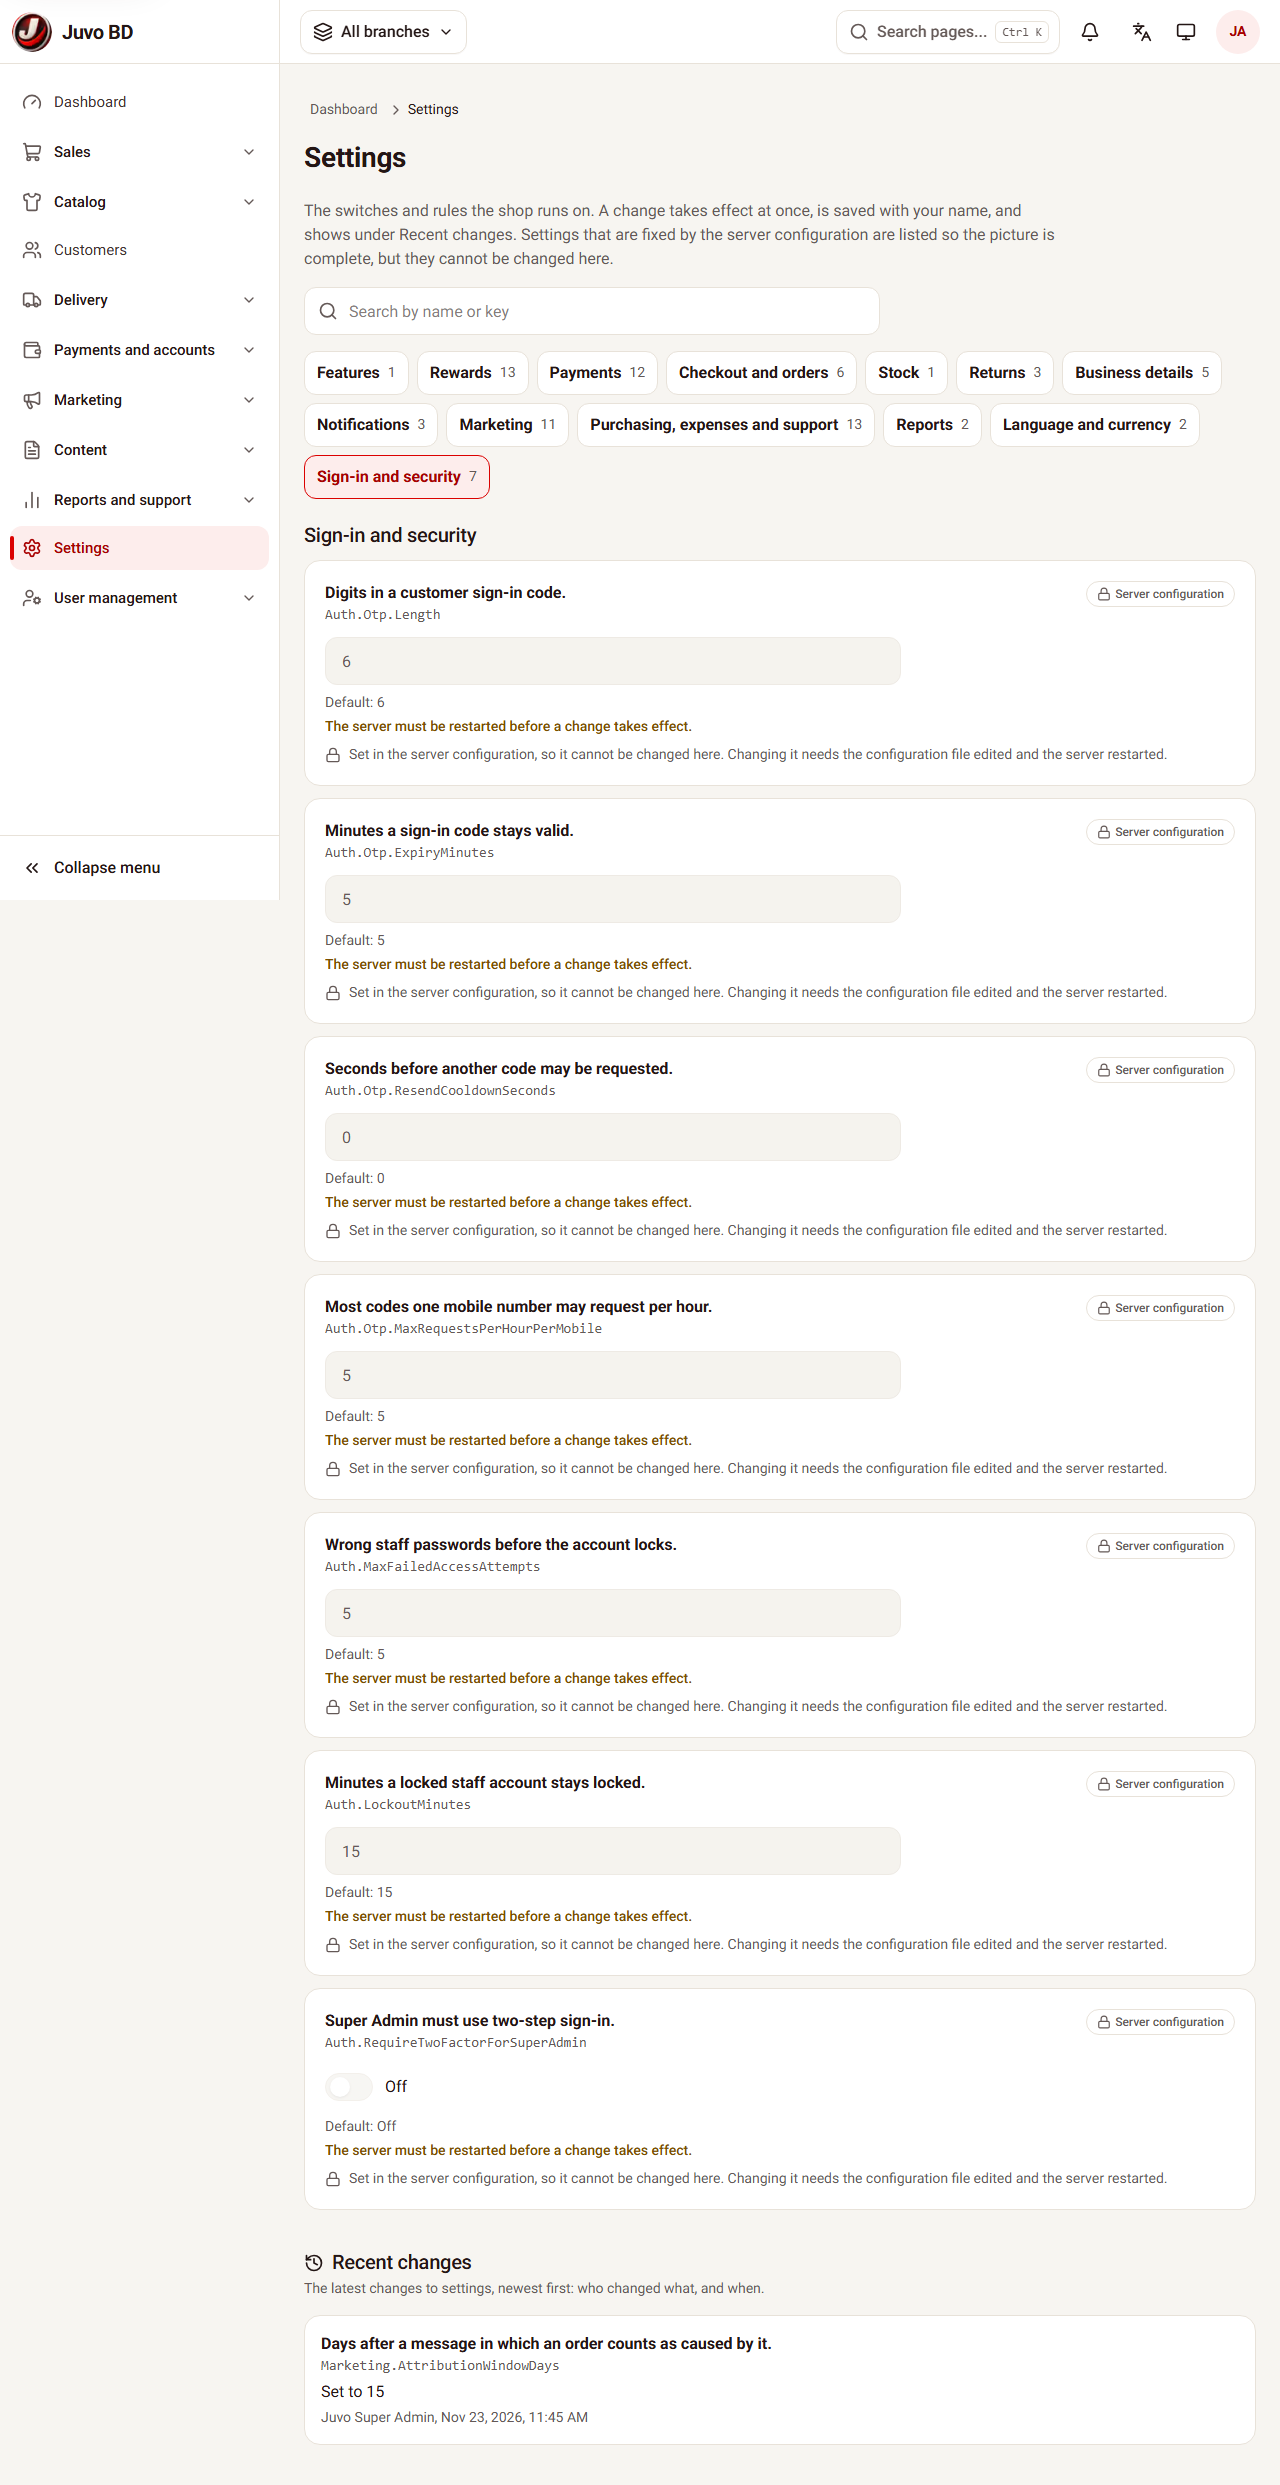 Juvo BD
All branches
Search pages...
Ctrl K
JA
Dashboard
Sales
Catalog
Customers
Delivery
Payments and accounts
Marketing
Content
Reports and support
Settings
User management
Collapse menu
Dashboard > Settings
Settings
The switches and rules the shop runs on. A change takes effect at once, is saved with your name, and
shows under Recent changes. Settings that are fixed by the server configuration are listed so the picture is
complete, but they cannot be changed here.
Search by name or key
Features 1
Rewards 13
Payments 12
Checkout and orders 6
Stock 1
Returns 3
Business details 5
Notifications 3
Marketing 11
Purchasing, expenses and support 13
Reports 2
Language and currency 2
Sign-in and security 7
Sign-in and security
Digits in a customer sign-in code.
Server configuration
Auth.Otp.Length
6
Default: 6
The server must be restarted before a change takes effect.
Set in the server configuration, so it cannot be changed here. Changing it needs the configuration file edited and the server restarted.
Minutes a sign-in code stays valid.
Server configuration
Auth.Otp.ExpiryMinutes
5
Default: 5
The server must be restarted before a change takes effect.
Set in the server configuration, so it cannot be changed here. Changing it needs the configuration file edited and the server restarted.
Seconds before another code may be requested.
Server configuration
Auth.Otp.ResendCooldownSeconds
0
Default: 0
The server must be restarted before a change takes effect.
Set in the server configuration, so it cannot be changed here. Changing it needs the configuration file edited and the server restarted.
Most codes one mobile number may request per hour.
Server configuration
Auth.Otp.MaxRequestsPerHourPerMobile
5
Default: 5
The server must be restarted before a change takes effect.
Set in the server configuration, so it cannot be changed here. Changing it needs the configuration file edited and the server restarted.
Wrong staff passwords before the account locks.
Server configuration
Auth.MaxFailedAccessAttempts
5
Default: 5
The server must be restarted before a change takes effect.
Set in the server configuration, so it cannot be changed here. Changing it needs the configuration file edited and the server restarted.
Minutes a locked staff account stays locked.
Server configuration
Auth.LockoutMinutes
15
Default: 15
The server must be restarted before a change takes effect.
Set in the server configuration, so it cannot be changed here. Changing it needs the configuration file edited and the server restarted.
Super Admin must use two-step sign-in.
Server configuration
Auth.RequireTwoFactorForSuperAdmin
Off
Default: Off
The server must be restarted before a change takes effect.
Set in the server configuration, so it cannot be changed here. Changing it needs the configuration file edited and the server restarted.
Recent changes
The latest changes to settings, newest first: who changed what, and when.
Days after a message in which an order counts as caused by it.
Marketing.AttributionWindowDays
Set to 15
Juvo Super Admin, Nov 23, 2026, 11:45 AM